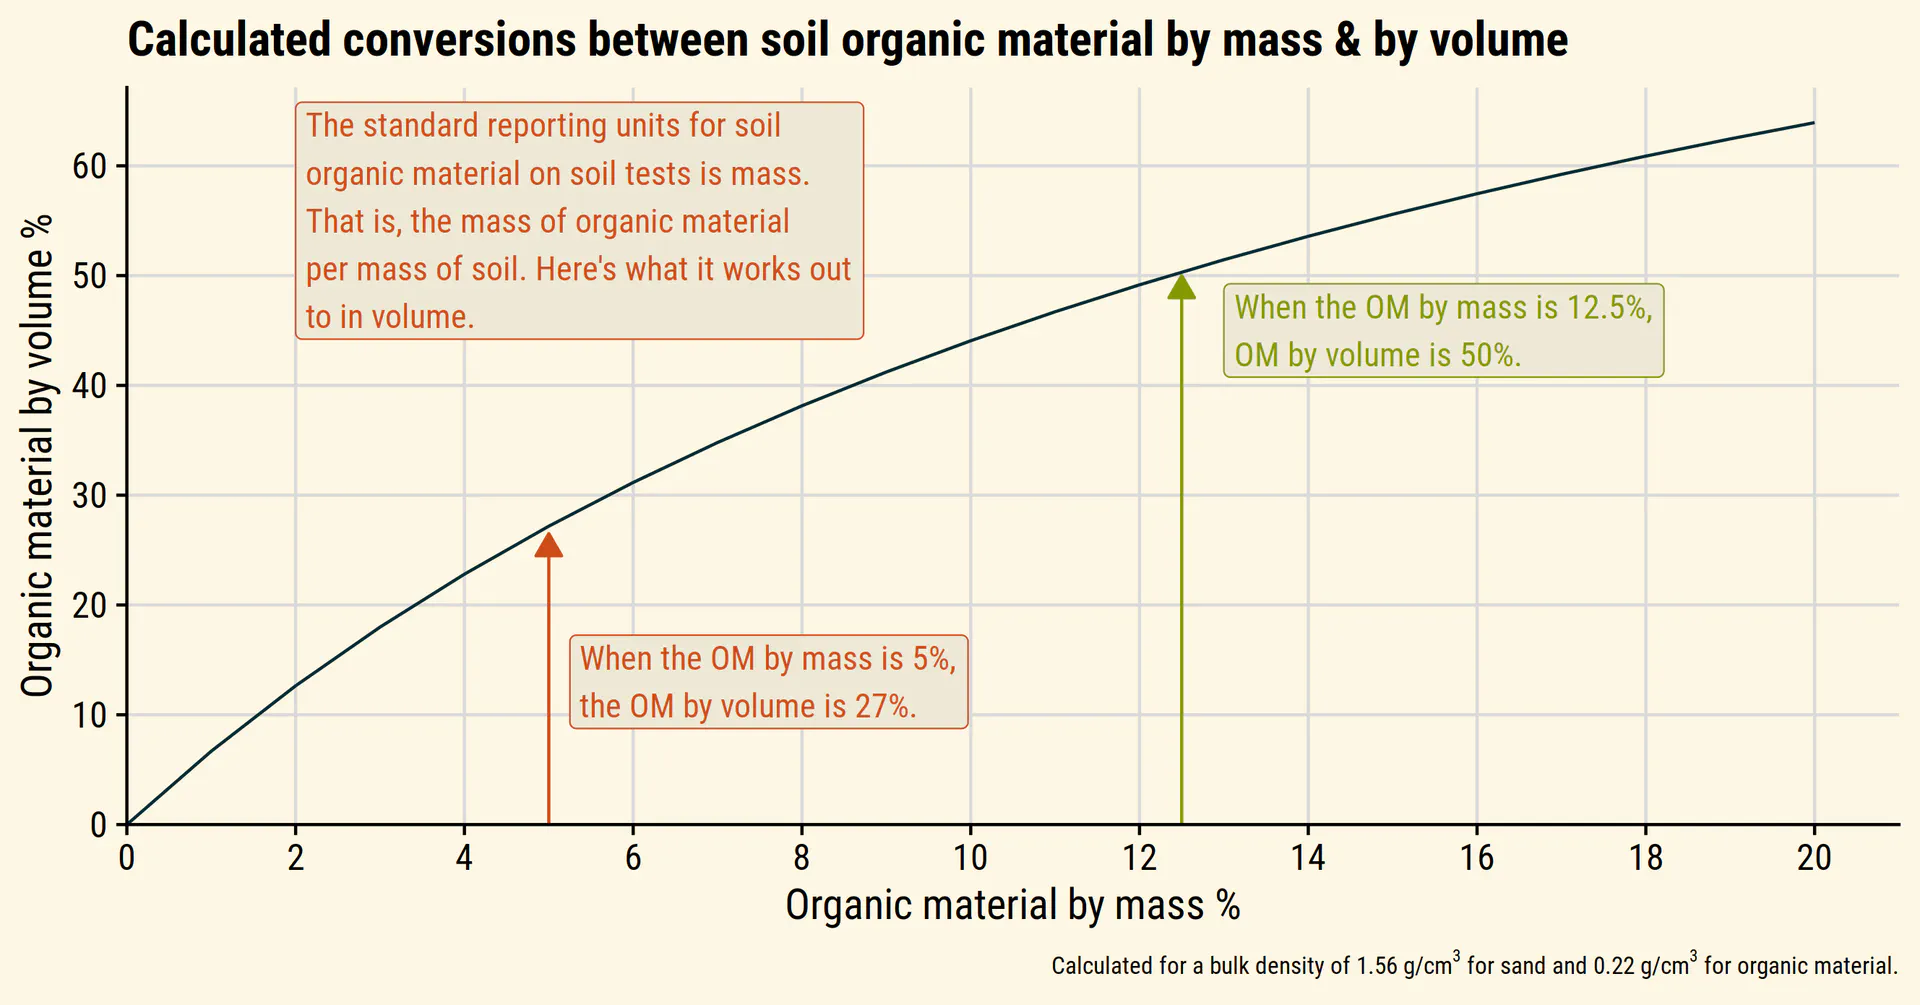 Calculated conversions between soil organic material by mass & by volume
The standard reporting units for soil
organic material on soil tests is mass.
That is, the mass of organic material
per mass of soil. Here's what it works out
to in volume.
When the OM by mass is 12.5%,
OM by volume is 50%.
When the OM by mass is 5%,
the OM by volume is 27%.
Organic material by volume %
60
50
40
30
20
10
0
0 2 4 6 8 10 12 14 16 18 20
Organic material by mass %
Calculated for a bulk density of 1.56 g/cm³ for sand and 0.22 g/cm³ for organic material.